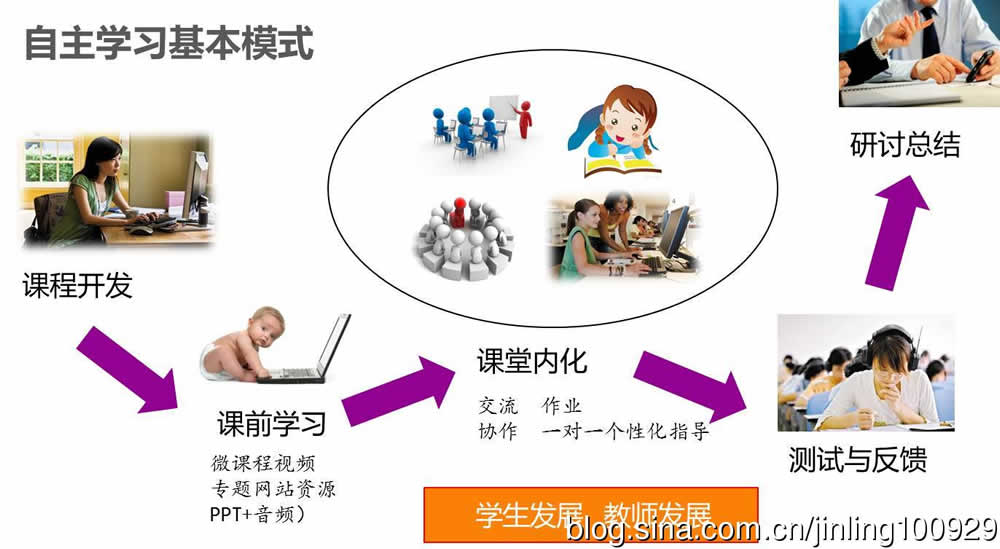 自主学习基本模式
研讨总结
课程开发
课堂内化
交流 作业
协作 一对一个性化指导
课前学习
微课程视频
专题网站资源
PPT+音频）
测试与反馈
学生发展 教师发展
blog.sina.com.cn/jinling100929